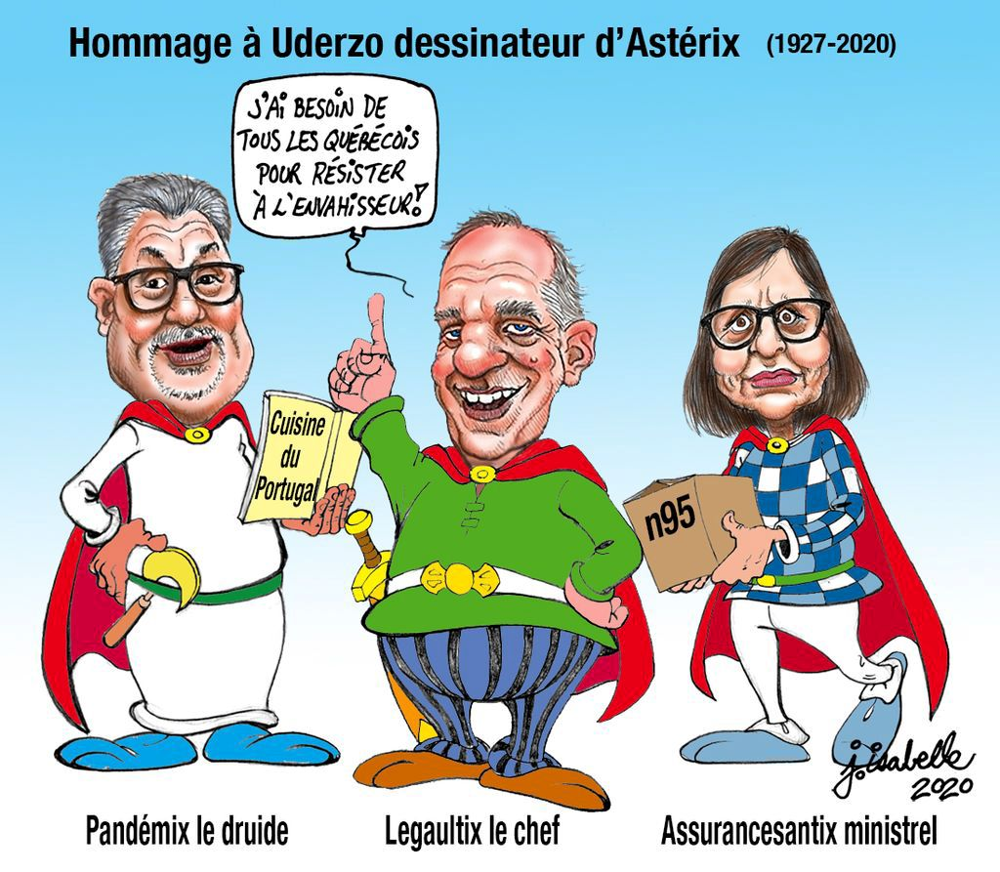 Hommage à Uderzo dessinateur d'Astérix (1927-2020)
J'AI BESOIN DE
TOUS LES QUÉBÉCOIS
POUR RÉSISTER
À L'ENVAHISSEUR!
Cuisine
du
Portugal
n95
j.isabelle
2020
Pandémix le druide
Legaultix le chef
Assurancesantix ministrel